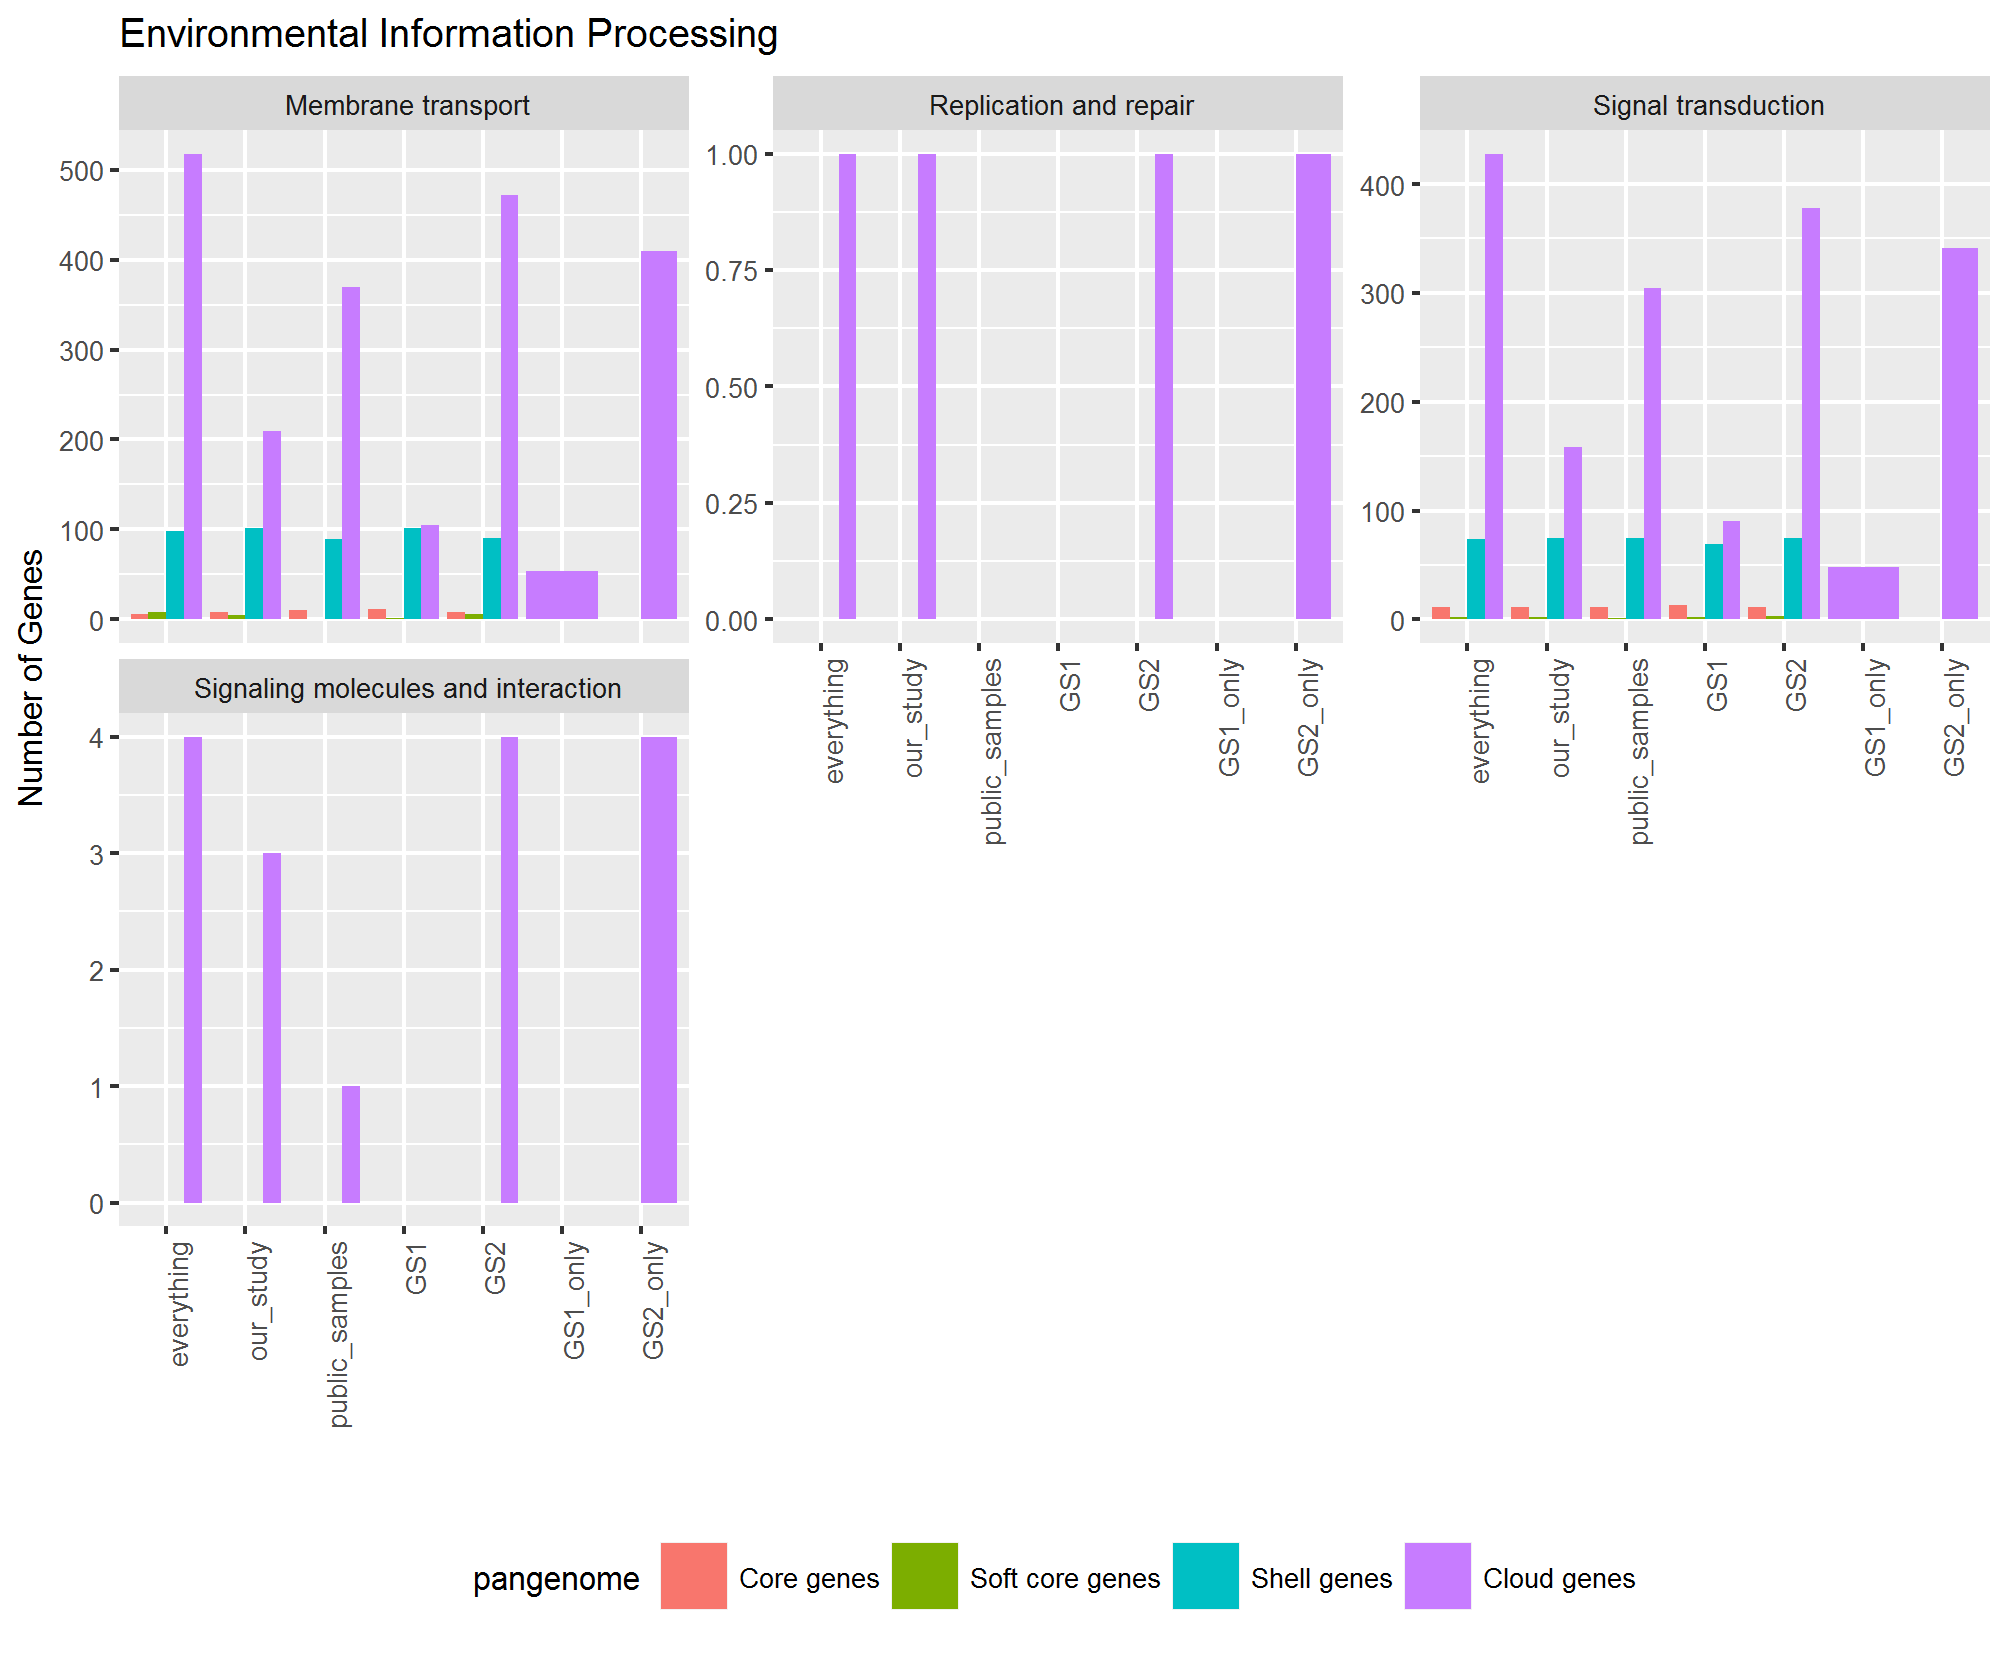 Environmental Information Processing
Membrane transport
Replication and repair
Signal transduction
500
400
300
200
100
0
1.00
0.75
0.50
0.25
0.00
400
300
200
100
0
everything
our_study
public_samples
GS1
GS2
GS1_only
GS2_only
everything
our_study
public_samples
GS1
GS2
GS1_only
GS2_only
Number of Genes
Signaling molecules and interaction
4
3
2
1
0
everything
our_study
public_samples
GS1
GS2
GS1_only
GS2_only
pangenome Core genes Soft core genes Shell genes Cloud genes